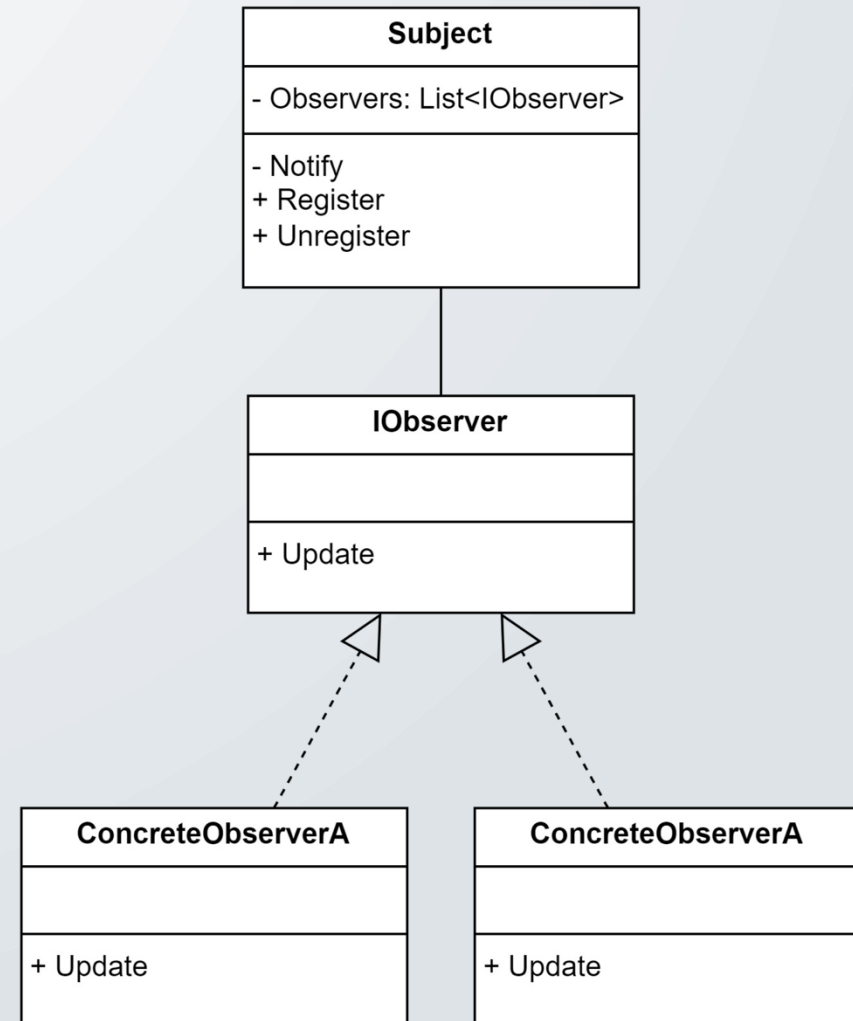 Subject
- Observers: List<IObserver>
- Notify
+ Register
+ Unregister
IObserver
+ Update
ConcreteObserverA
+ Update
ConcreteObserverA
+ Update